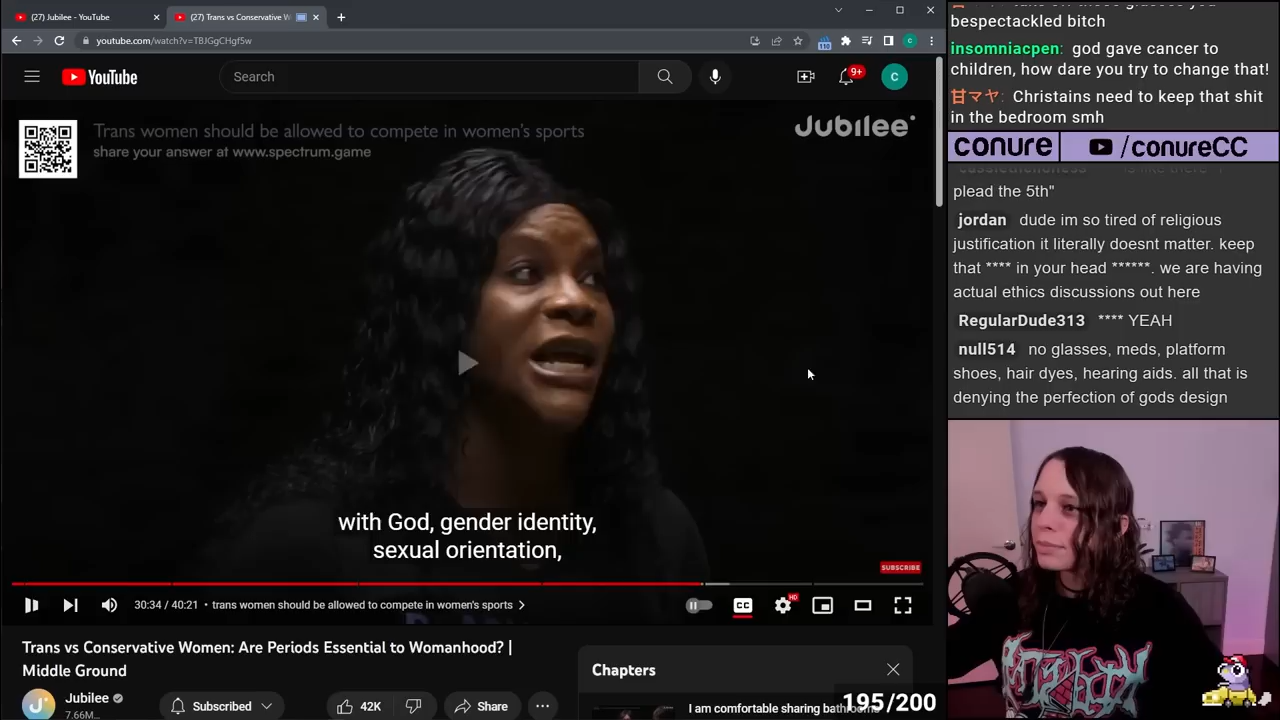 (27) Jubilee - YouTube
(27) Trans vs Conservative W
youtube.com/watch?v=TBJGgCHgf5w
YouTube
Search
9+
C
Trans women should be allowed to compete in women's sports
share your answer at www.spectrum.game
Jubilee
with God, gender identity,
sexual orientation,
SUBSCRIBE
30:34 / 40:21 • trans women should be allowed to compete in women's sports
CC
HD
Trans vs Conservative Women: Are Periods Essential to Womanhood? |
Middle Ground
Jubilee
7.66M...
Subscribed
42K
Share
Chapters
I am comfortable sharing bathrooms
195/200
bespectackled bitch
insomniacpen: god gave cancer to
children, how dare you try to change that!
甘マヤ: Christains need to keep that shit
in the bedroom smh
conure /conureCC
plead the 5th"
jordan dude im so tired of religious
justification it literally doesnt matter. keep
that **** in your head ******. we are having
actual ethics discussions out here
RegularDude313 **** YEAH
null514 no glasses, meds, platform
shoes, hair dyes, hearing aids. all that is
denying the perfection of gods design